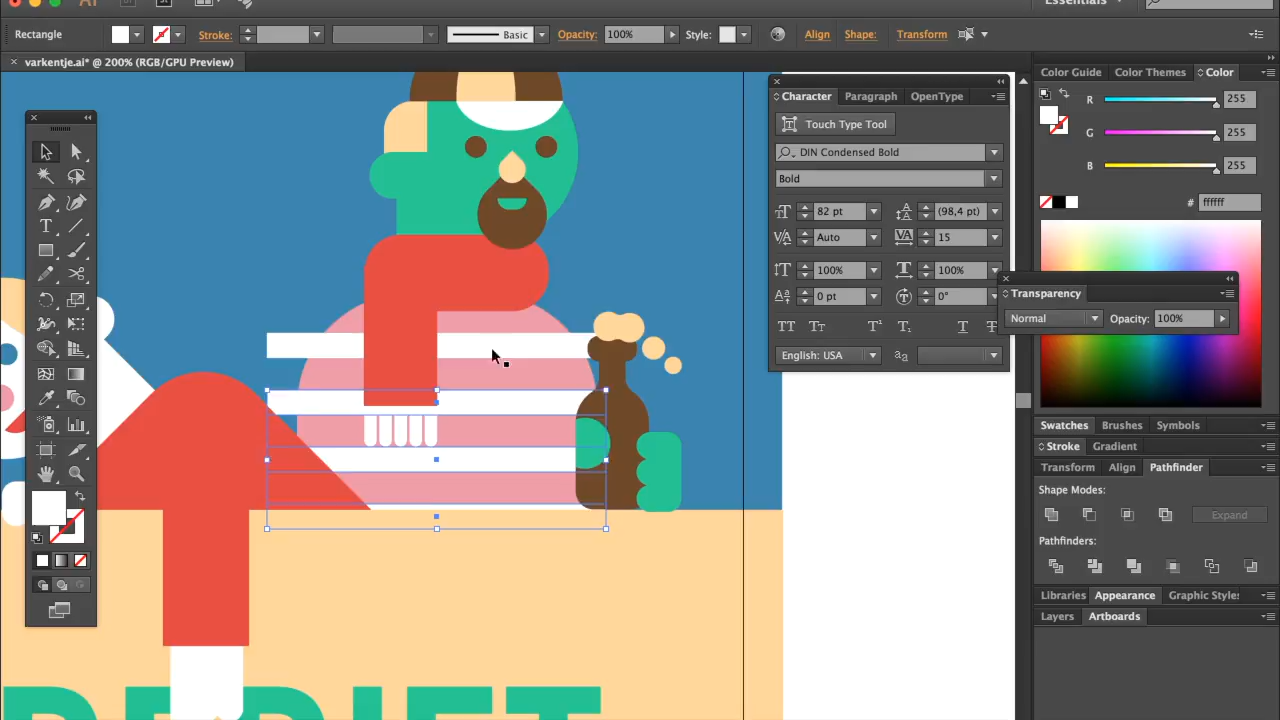 Ai Br St Essentials
Rectangle Stroke: Basic Opacity: 100% Style: Align Shape: Transform
× varkentje.ai* @ 200% (RGB/GPU Preview)
Color Guide Color Themes Color
R 255
G 255
B 255
# ffffff
Character Paragraph OpenType
Touch Type Tool
DIN Condensed Bold
Bold
82 pt (98,4 pt)
Auto 15
100% 100%
0 pt 0°
English: USA
Transparency
Normal Opacity: 100%
Swatches Brushes Symbols
Stroke Gradient
Transform Align Pathfinder
Shape Modes:
Expand
Pathfinders:
Libraries Appearance Graphic Styles
Layers Artboards